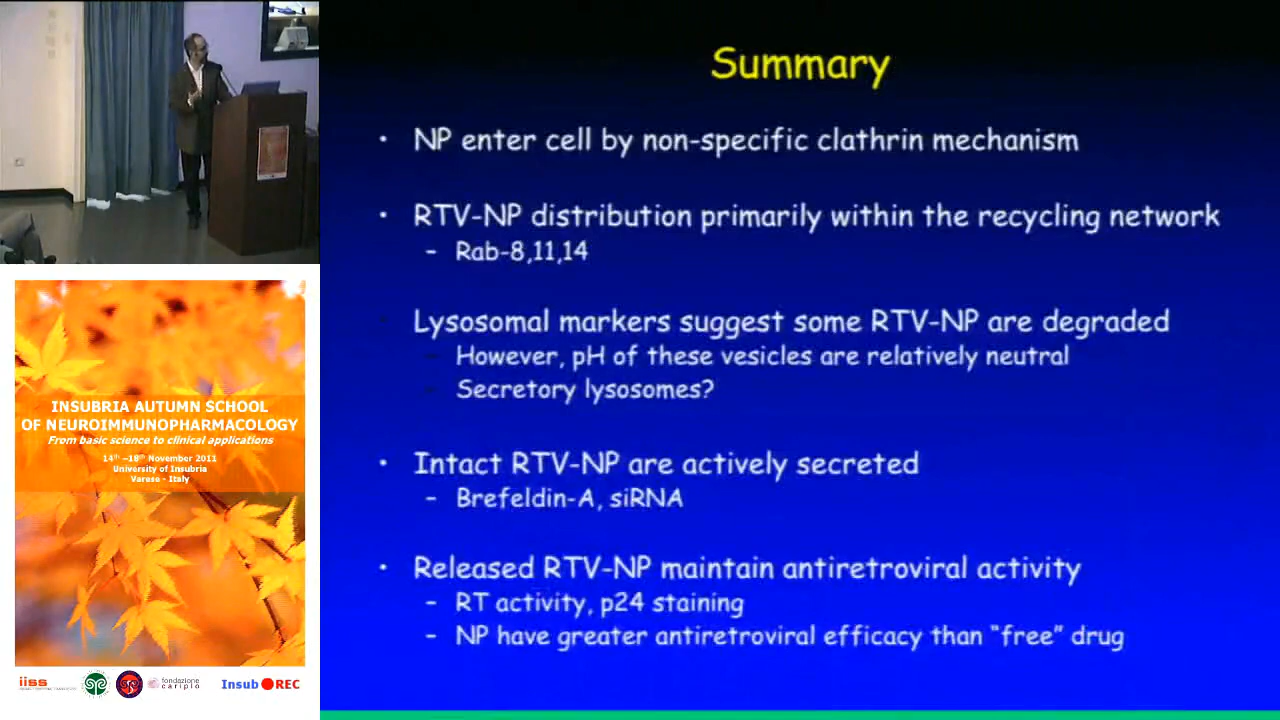 Summary
• NP enter cell by non-specific clathrin mechanism
• RTV-NP distribution primarily within the recycling network
– Rab-8,11,14
Lysosomal markers suggest some RTV-NP are degraded
However, pH of these vesicles are relatively neutral
Secretory lysosomes?
• Intact RTV-NP are actively secreted
– Brefeldin-A, siRNA
• Released RTV-NP maintain antiretroviral activity
– RT activity, p24 staining
– NP have greater antiretroviral efficacy than "free" drug
INSUBRIA AUTUMN SCHOOL
OF NEUROIMMUNOPHARMACOLOGY
From basic science to clinical applications
14th –18th November 2011
University of Insubria
Varese - Italy
iiss
fondazione
cariplo
Insub REC